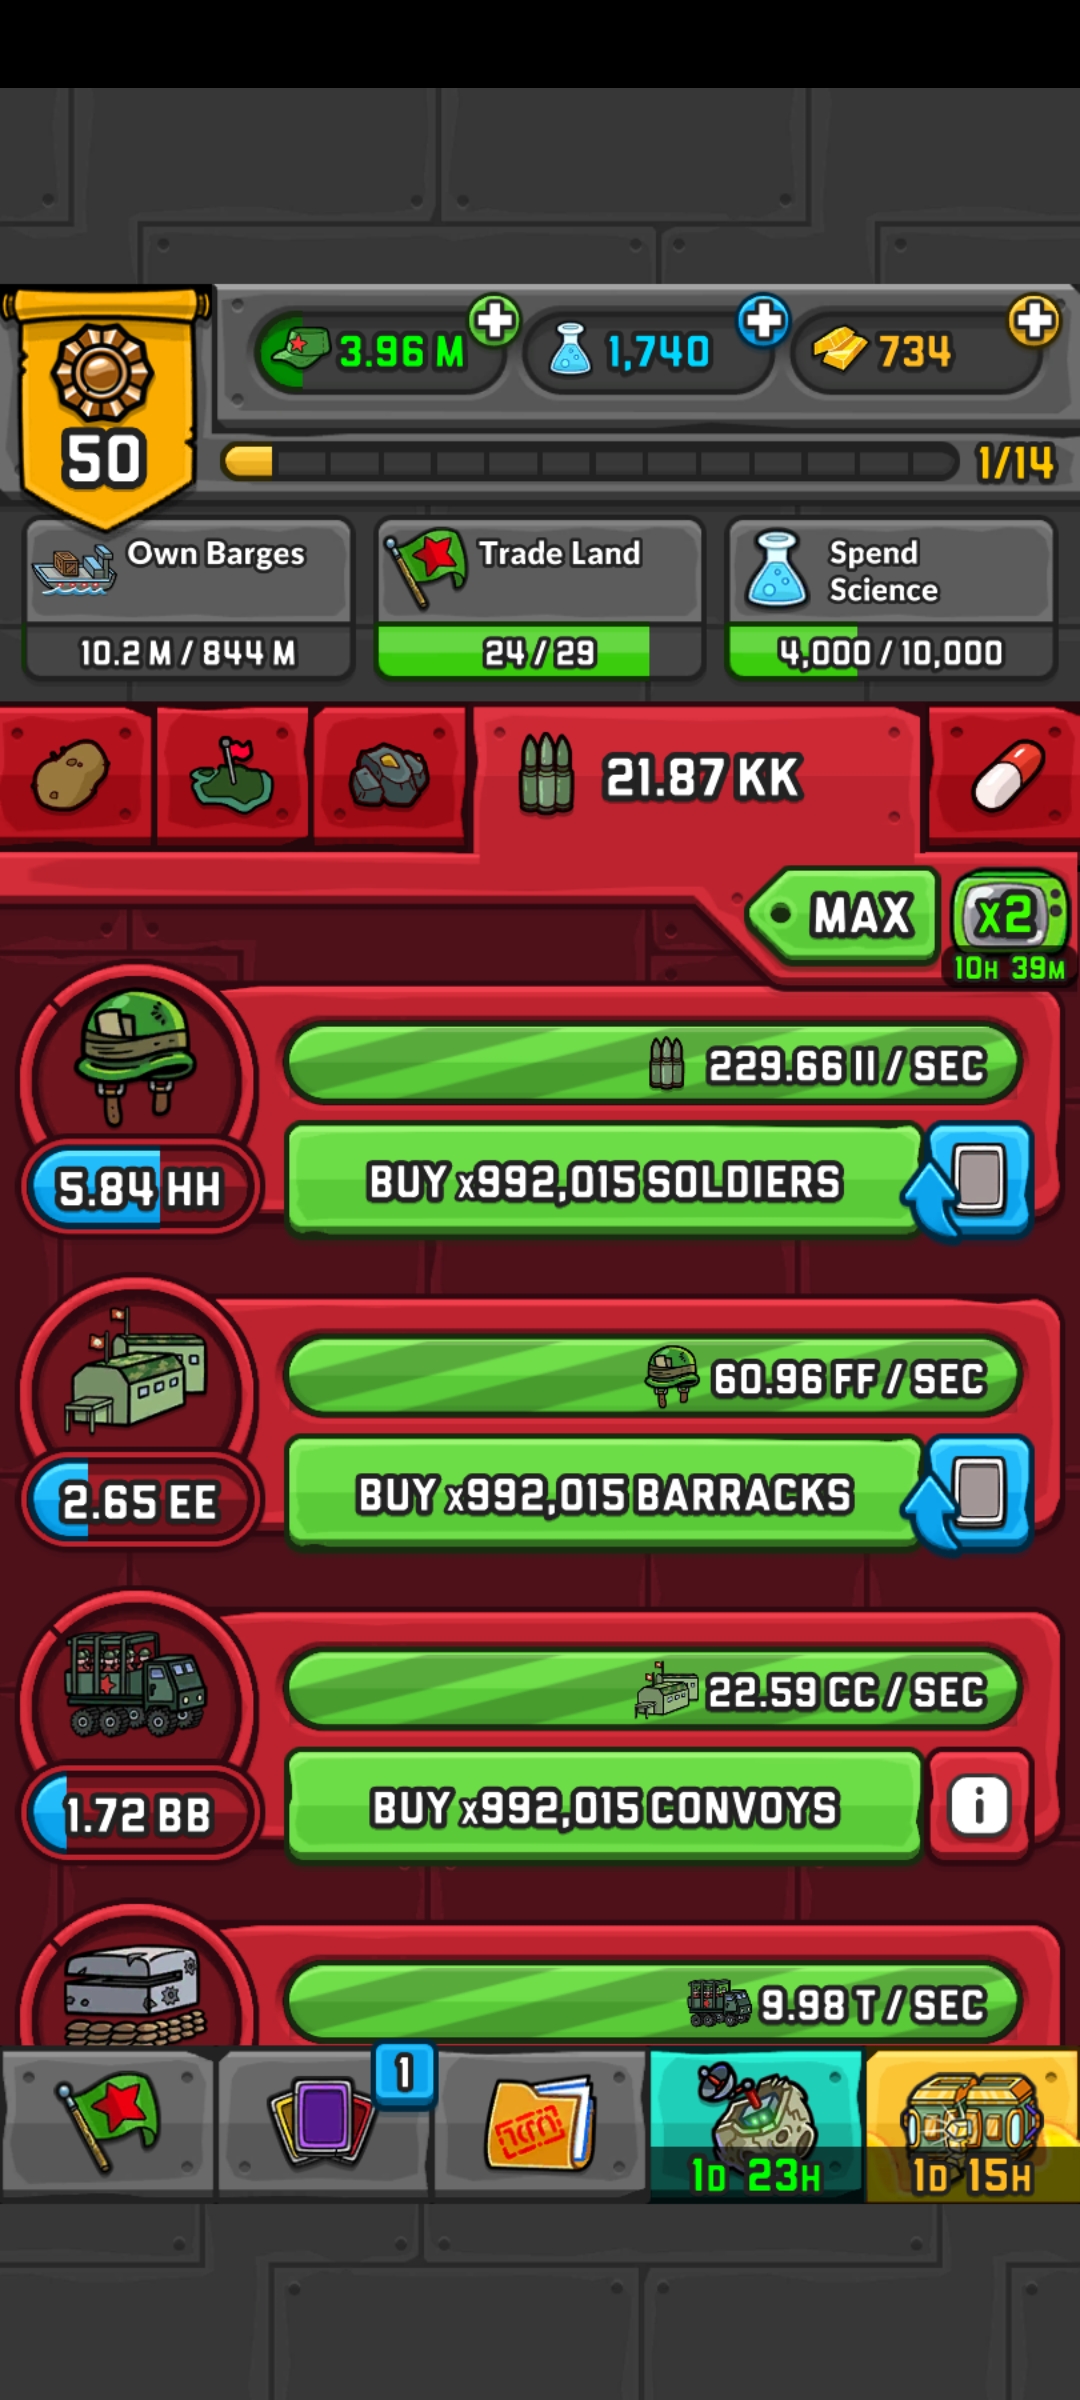 50
3.96 M
1,740
734
1/14
Own Barges
10.2 M / 844 M
Trade Land
24 / 29
Spend
Science
4,000 / 10,000
21.87 KK
MAX
x2
10H 39M
229.66 II / SEC
5.84 HH
BUY x992,015 SOLDIERS
60.96 FF / SEC
2.65 EE
BUY x992,015 BARRACKS
22.59 CC / SEC
1.72 BB
BUY x992,015 CONVOYS
i
9.98 T / SEC
1
1D 23H
1D 15H